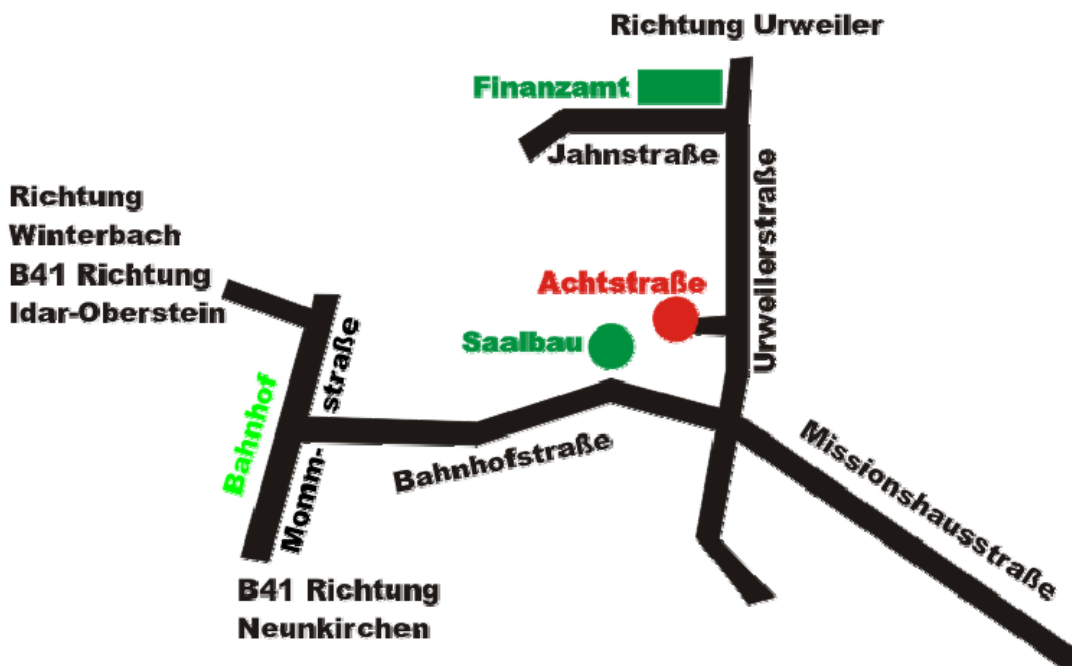 Richtung Urweiler
Finanzamt
Jahnstraße
Urweilerstraße
Richtung
Winterbach
B41 Richtung
Idar-Oberstein
Achtstraße
Saalbau
Bahnhof
Momm-straße
Bahnhofstraße
Missionshausstraße
B41 Richtung
Neunkirchen